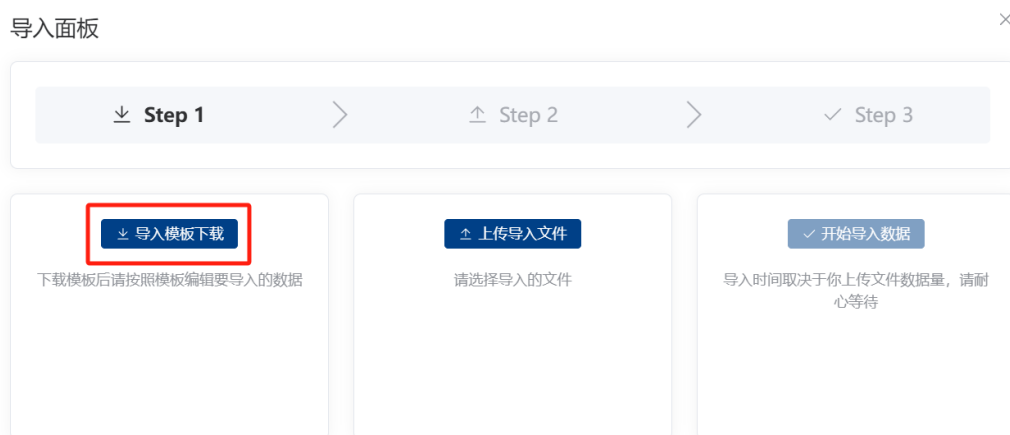 导入面板
Step 1
Step 2
Step 3
导入模板下载
下载模板后请按照模板编辑要导入的数据
上传导入文件
请选择导入的文件
开始导入数据
导入时间取决于你上传文件数据量，请耐
心等待